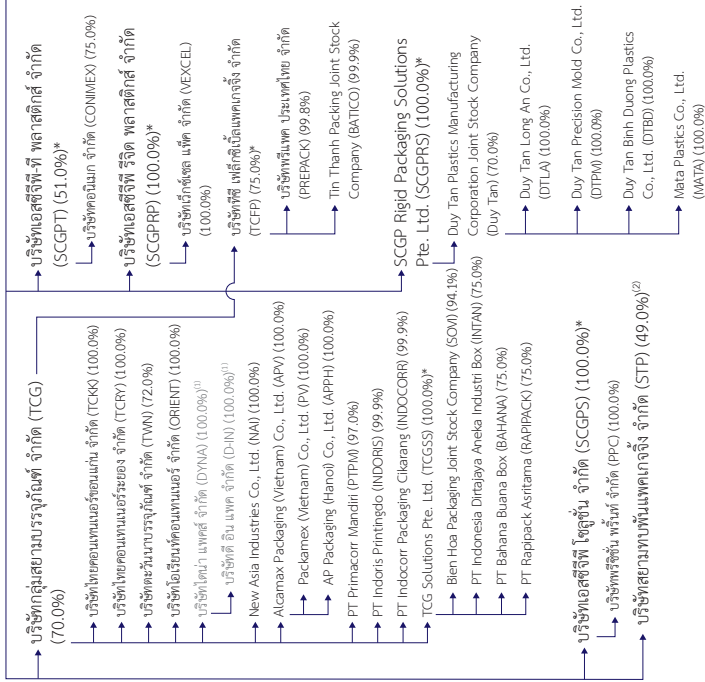 บริษัทกลุ่มสยามบรรจุภัณฑ์ จำกัด (TCG)
(70.0%)
บริษัทไทยคอนเทนเนอร์ขอนแก่น จำกัด (TCKK) (100.0%)
บริษัทไทยคอนเทนเนอร์ระยอง จำกัด (TCRY) (100.0%)
บริษัทตะวันนาบรรจุภัณฑ์ จำกัด (TWN) (72.0%)
บริษัทโอเรียนท์คอนเทนเนอร์ จำกัด (ORIENT) (100.0%)
บริษัทไดน่า แพคส์ จำกัด (DYNA) (100.0%)(1)
บริษัทดี อิน แพค จำกัด (D-IN) (100.0%)(1)
New Asia Industries Co., Ltd. (NAI) (100.0%)
Alcamax Packaging (Vietnam) Co., Ltd. (APV) (100.0%)
Packamex (Vietnam) Co., Ltd. (PV) (100.0%)
AP Packaging (Hanoi) Co., Ltd. (APPH) (100.0%)
PT Primacorr Mandiri (PTPM) (97.0%)
PT Indoris Printingdo (INDORIS) (99.9%)
PT Indocorr Packaging Cikarang (INDOCORR) (99.9%)
TCG Solutions Pte. Ltd. (TCGSS) (100.0%)*
Bien Hoa Packaging Joint Stock Company (SOVI) (94.1%)
PT Indonesia Dirtajaya Aneka Industri Box (INTAN) (75.0%)
PT Bahana Buana Box (BAHANA) (75.0%)
PT Rapipack Asritama (RAPIPACK) (75.0%)
บริษัทเอสซีจีพี โซลูชั่น จำกัด (SCGPS) (100.0%)*
บริษัทพรีซิชั่น พริ้นท์ จำกัด (PPC) (100.0%)
บริษัทสยามทบพันแพคเกจจิ้ง จำกัด (STP) (49.0%)(2)
บริษัทเอสซีจีพี-ที พลาสติกส์ จำกัด
(SCGPT) (51.0%)*
บริษัทคอนิเมก จำกัด (CONIMEX) (75.0%)
บริษัทเอสซีจีพี ริจิด พลาสติกส์ จำกัด
(SCGPRP) (100.0%)*
บริษัทวีอีกซ์เซล แพ็ค จำกัด (VEXCEL)
(100.0%)
บริษัททีซี เฟล็กซิเบิ้ลแพคเกจจิ้ง จำกัด
(TCFP) (75.0%)*
บริษัทพรีแพค ประเทศไทย จำกัด
(PREPACK) (99.8%)
Tin Thanh Packing Joint Stock
Company (BATICO) (99.9%)
SCGP Rigid Packaging Solutions
Pte. Ltd. (SCGPRS) (100.0%)*
Duy Tan Plastics Manufacturing
Corporation Joint Stock Company
(Duy Tan) (70.0%)
Duy Tan Long An Co., Ltd.
(DTLA) (100.0%)
Duy Tan Precision Mold Co., Ltd.
(DTPM) (100.0%)
Duy Tan Binh Duong Plastics
Co., Ltd. (DTBD) (100.0%)
Mata Plastics Co., Ltd.
(MATA) (100.0%)